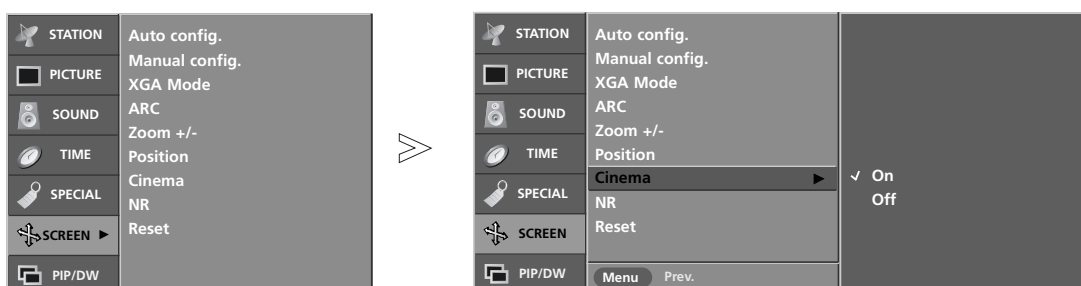 STATION
PICTURE
SOUND
TIME
SPECIAL
SCREEN ►
PIP/DW
Auto config.
Manual config.
XGA Mode
ARC
Zoom +/-
Position
Cinema
NR
Reset
STATION
PICTURE
SOUND
TIME
SPECIAL
SCREEN
PIP/DW
Auto config.
Manual config.
XGA Mode
ARC
Zoom +/-
Position
Cinema ►
NR
Reset
Menu Prev.
✓ On
Off